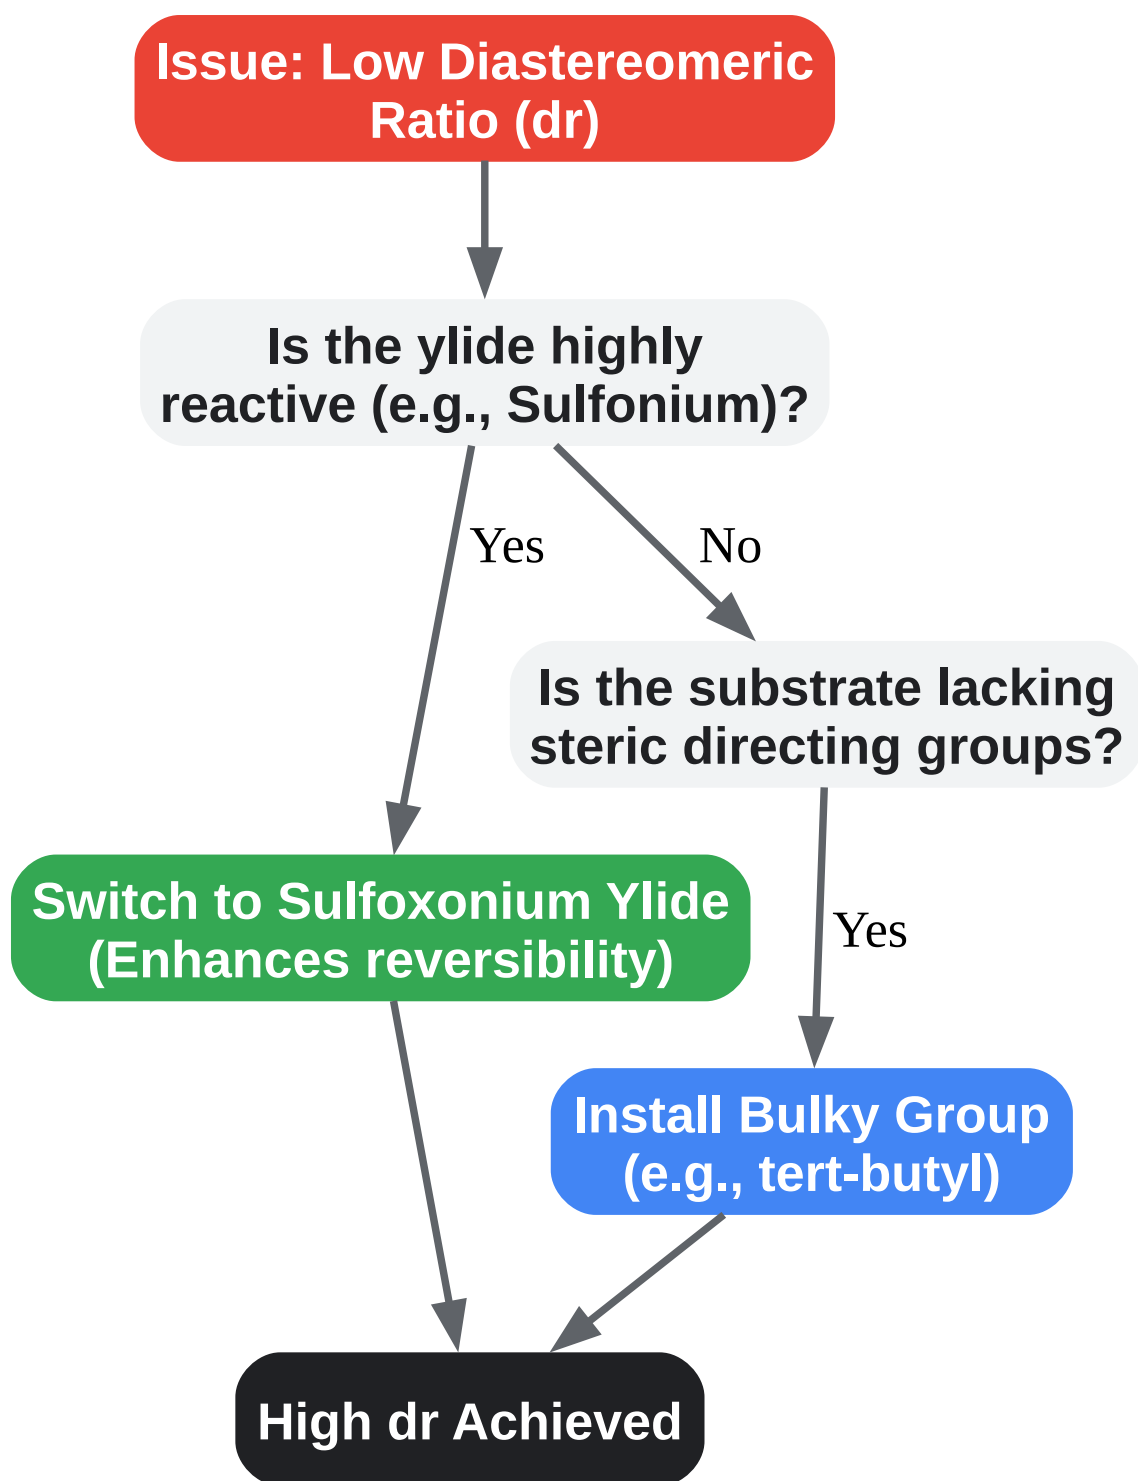 Issue: Low Diastereomeric
Ratio (dr)
Is the ylide highly
reactive (e.g., Sulfonium)?
Yes
No
Is the substrate lacking
steric directing groups?
Switch to Sulfoxonium Ylide
(Enhances reversibility)
Yes
Install Bulky Group
(e.g., tert-butyl)
High dr Achieved